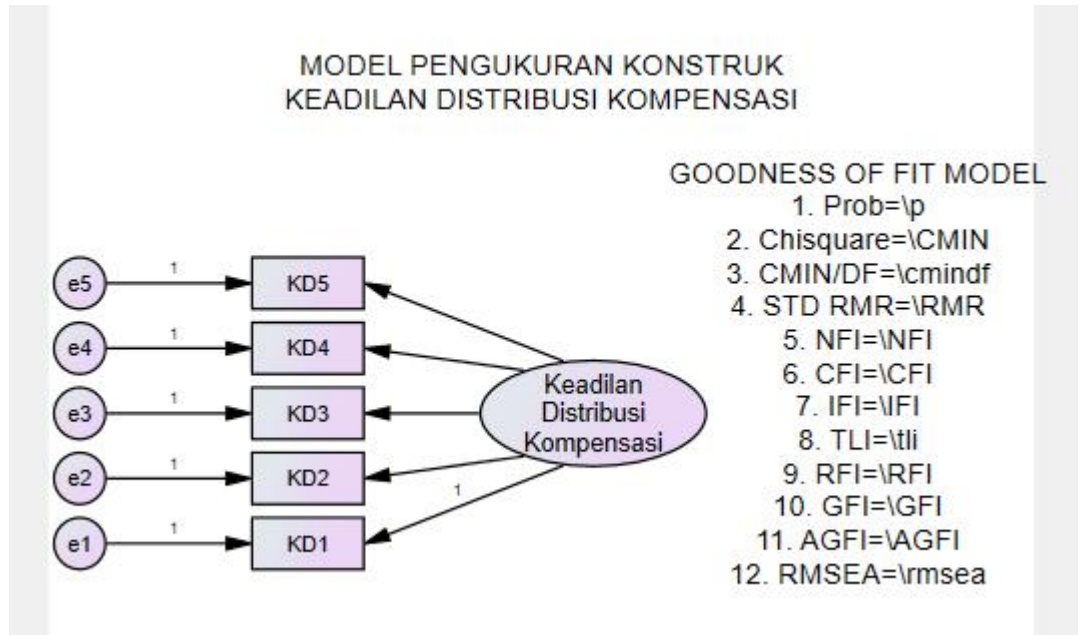 MODEL PENGUKURAN KONSTRUK
KEADILAN DISTRIBUSI KOMPENSASI
GOODNESS OF FIT MODEL
1. Prob=\p
2. Chisquare=\CMIN
3. CMIN/DF=\cmindf
4. STD RMR=\RMR
5. NFI=\NFI
6. CFI=\CFI
7. IFI=\IFI
8. TLI=\tli
9. RFI=\RFI
10. GFI=\GFI
11. AGFI=\AGFI
12. RMSEA=\rmsea
e5 1 KD5
e4 1 KD4
e3 1 KD3
e2 1 KD2
e1 1 KD1
1
Keadilan
Distribusi
Kompensasi